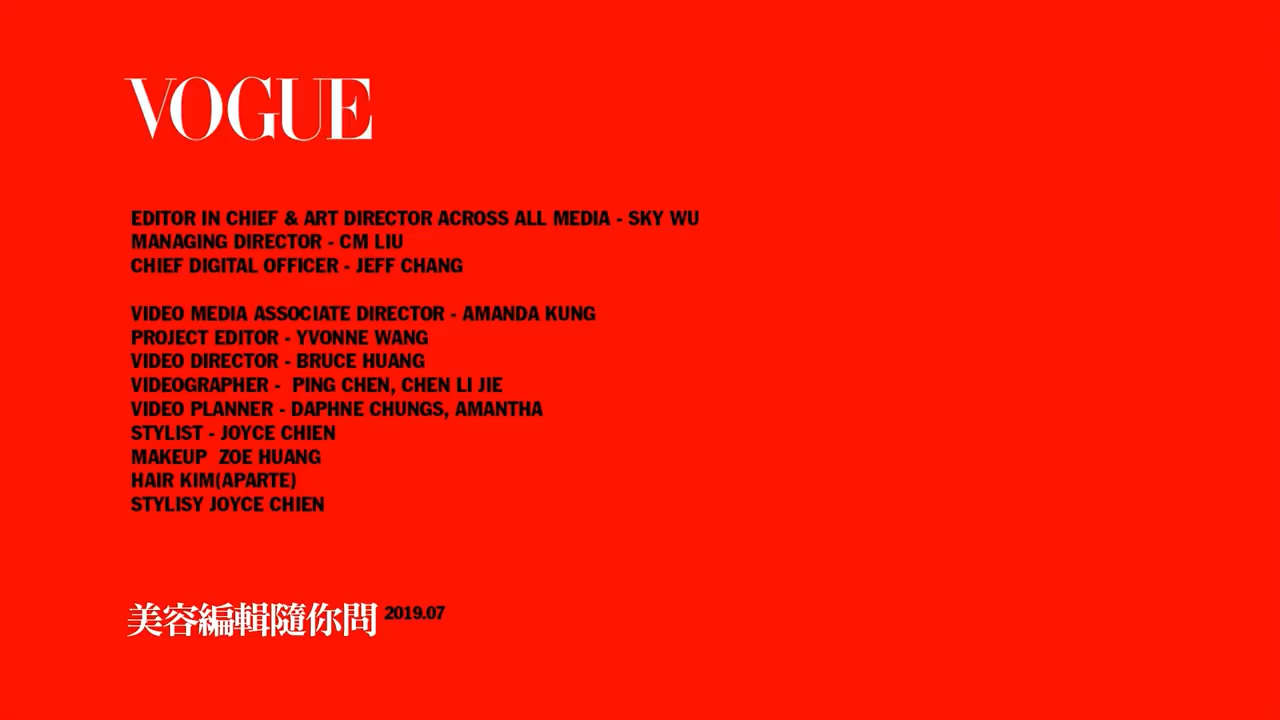 VOGUE
EDITOR IN CHIEF & ART DIRECTOR ACROSS ALL MEDIA - SKY WU
MANAGING DIRECTOR - CM LIU
CHIEF DIGITAL OFFICER - JEFF CHANG
VIDEO MEDIA ASSOCIATE DIRECTOR - AMANDA KUNG
PROJECT EDITOR - YVONNE WANG
VIDEO DIRECTOR - BRUCE HUANG
VIDEOGRAPHER -  PING CHEN, CHEN LI JIE
VIDEO PLANNER - DAPHNE CHUNGS, AMANTHA
STYLIST - JOYCE CHIEN
MAKEUP  ZOE HUANG
HAIR KIM(APARTE)
STYLISY JOYCE CHIEN
美容編輯隨你問 2019.07